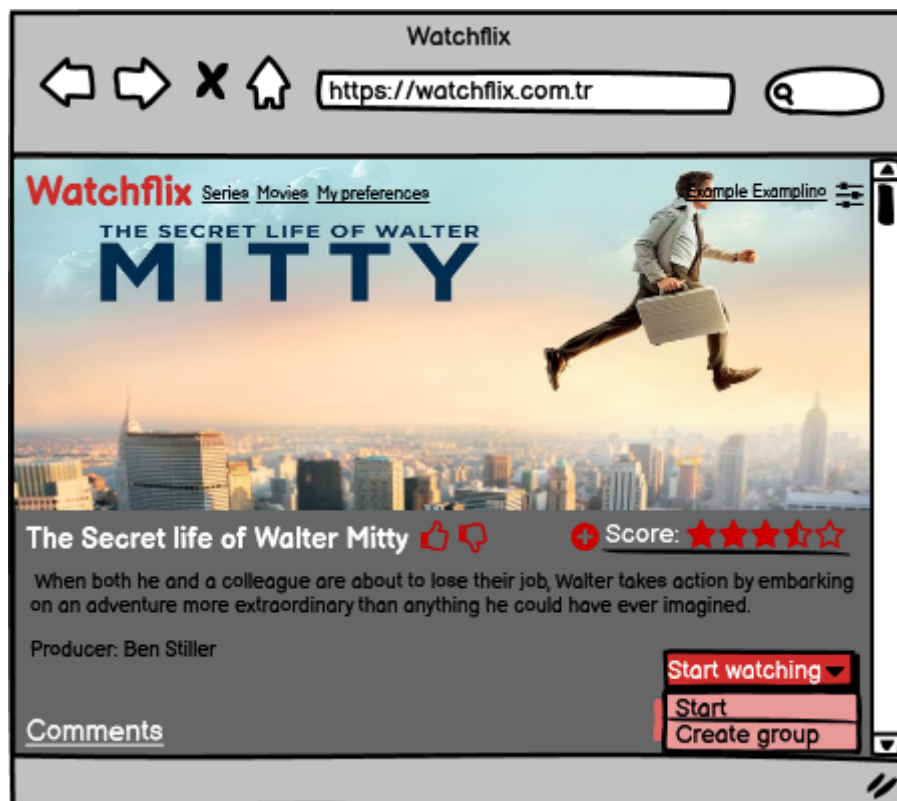 Watchflix
https://watchflix.com.tr
Watchflix Series Movies My preferences Example Examplino
THE SECRET LIFE OF WALTER
MITTY
The Secret life of Walter Mitty Score:
When both he and a colleague are about to lose their job, Walter takes action by embarking
on an adventure more extraordinary than anything he could have ever imagined.
Producer: Ben Stiller
Start watching
Start
Create group
Comments